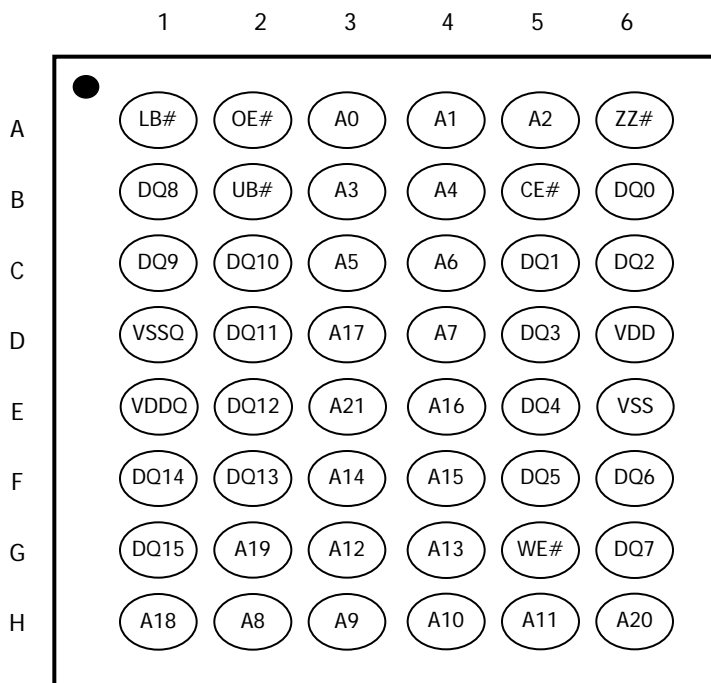 1 2 3 4 5 6
A LB# OE# A0 A1 A2 ZZ#
B DQ8 UB# A3 A4 CE# DQ0
C DQ9 DQ10 A5 A6 DQ1 DQ2
D VSSQ DQ11 A17 A7 DQ3 VDD
E VDDQ DQ12 A21 A16 DQ4 VSS
F DQ14 DQ13 A14 A15 DQ5 DQ6
G DQ15 A19 A12 A13 WE# DQ7
H A18 A8 A9 A10 A11 A20